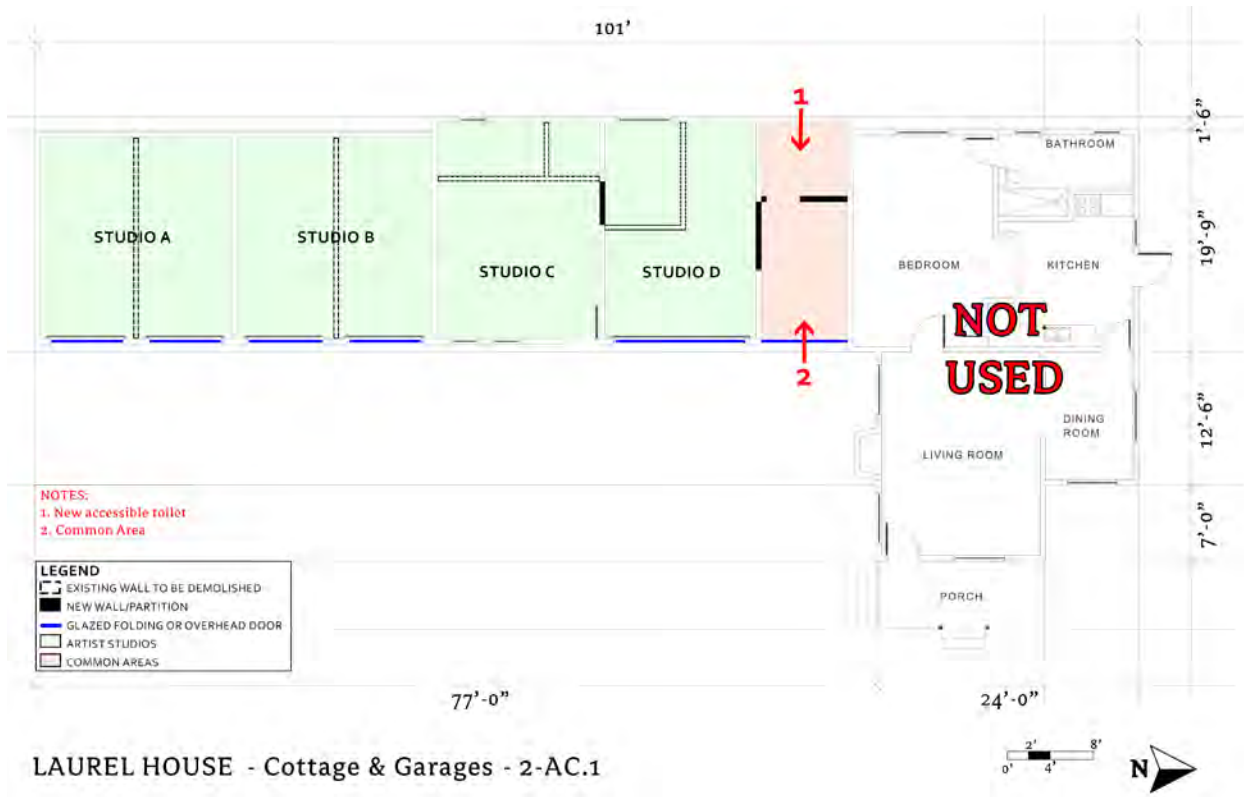 101'
1
1'-6"
BATHROOM
STUDIO A
STUDIO B
STUDIO C
STUDIO D
BEDROOM
KITCHEN
19'-9"
NOT
USED
2
DINING
ROOM
12'-6"
LIVING ROOM
NOTES:
1. New accessible toilet
2. Common Area
7'-0"
LEGEND
EXISTING WALL TO BE DEMOLISHED
NEW WALL/PARTITION
GLAZED FOLDING OR OVERHEAD DOOR
ARTIST STUDIOS
COMMON AREAS
PORCH
77'-0"
24'-0"
LAUREL HOUSE - Cottage & Garages - 2-AC.1
2' 8'
0' 4'
N